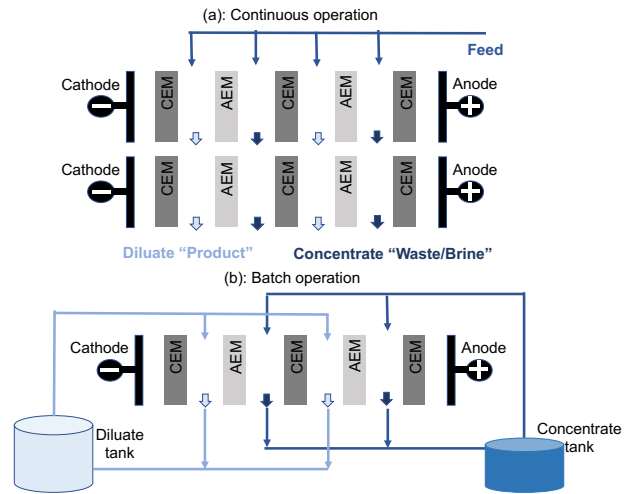 (a): Continuous operation
Feed
Cathode
CEM
AEM
CEM
AEM
CEM
Anode
Cathode
CEM
AEM
CEM
AEM
CEM
Anode
Diluate “Product”
Concentrate “Waste/Brine”
(b): Batch operation
Cathode
CEM
AEM
CEM
AEM
CEM
Anode
Diluate
tank
Concentrate
tank